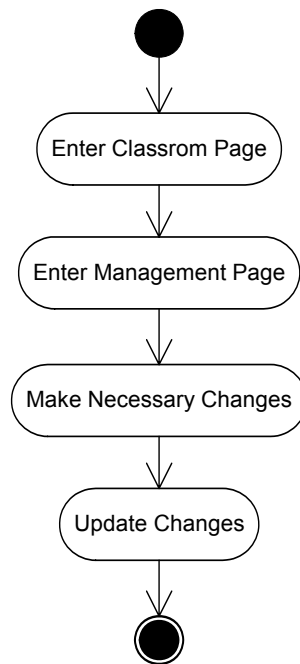 Enter Classrom Page
Enter Management Page
Make Necessary Changes
Update Changes